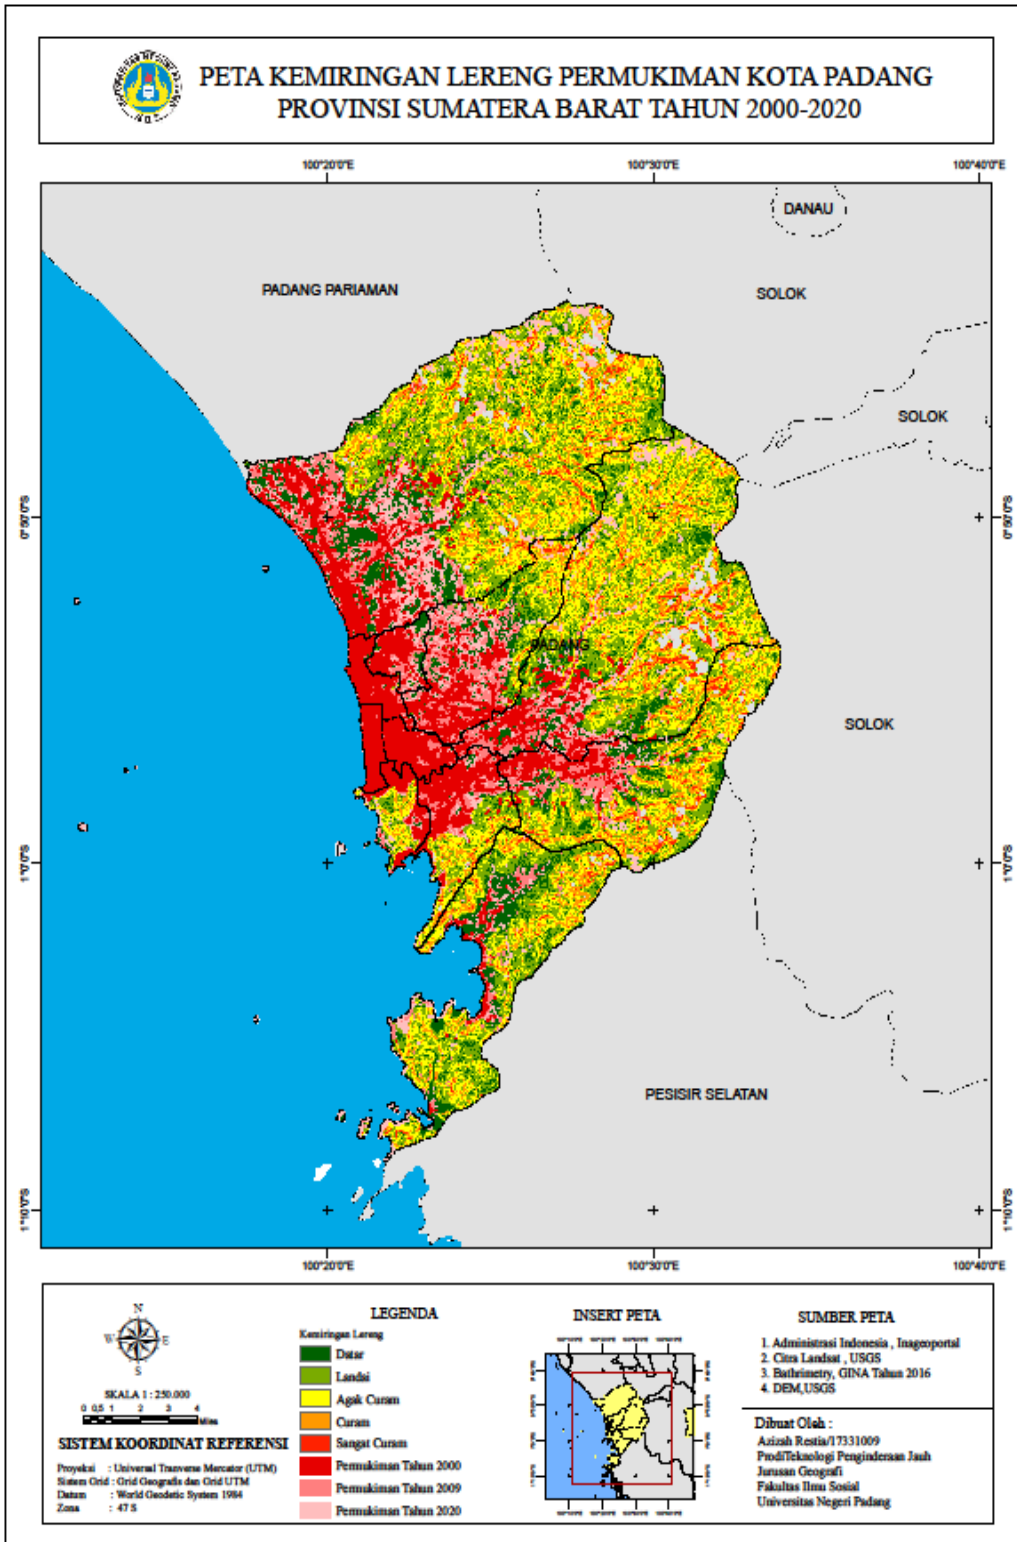 PETA KEMIRINGAN LERENG PERMUKIMAN KOTA PADANG
PROVINSI SUMATERA BARAT TAHUN 2000-2020
100°20'0"E 100°30'0"E 100°40'0"E
DANAU
PADANG PARIAMAN
SOLOK
SOLOK
0°50'0"S 0°50'0"S
PADANG
SOLOK
1°0'0"S 1°0'0"S
PESISIR SELATAN
1°10'0"S 1°10'0"S
100°20'0"E 100°30'0"E 100°40'0"E
N
W E
S
SKALA 1 : 250.000
0 0,5 1 2 3 4
Miles
SISTEM KOORDINAT REFERENSI
Proyeksi : Universal Tranverse Mercator (UTM)
Sistem Grid : Grid Geografis dan Grid UTM
Datum : World Geodetic System 1984
Zona : 47 S
LEGENDA
Kemiringan Lereng
Datar
Landai
Agak Curam
Curam
Sangat Curam
Permukiman Tahun 2000
Permukiman Tahun 2009
Permukiman Tahun 2020
INSERT PETA
SUMBER PETA
1. Administrasi Indonesia , Inageoportal
2. Citra Landsat , USGS
3. Bathrimetry, GINA Tahun 2016
4. DEM,USGS
Dibuat Oleh :
Azizah Restia/17331009
ProdiTeknologi Penginderaan Jauh
Jurusan Geografi
Fakultas Ilmu Sosial
Universitas Negeri Padang